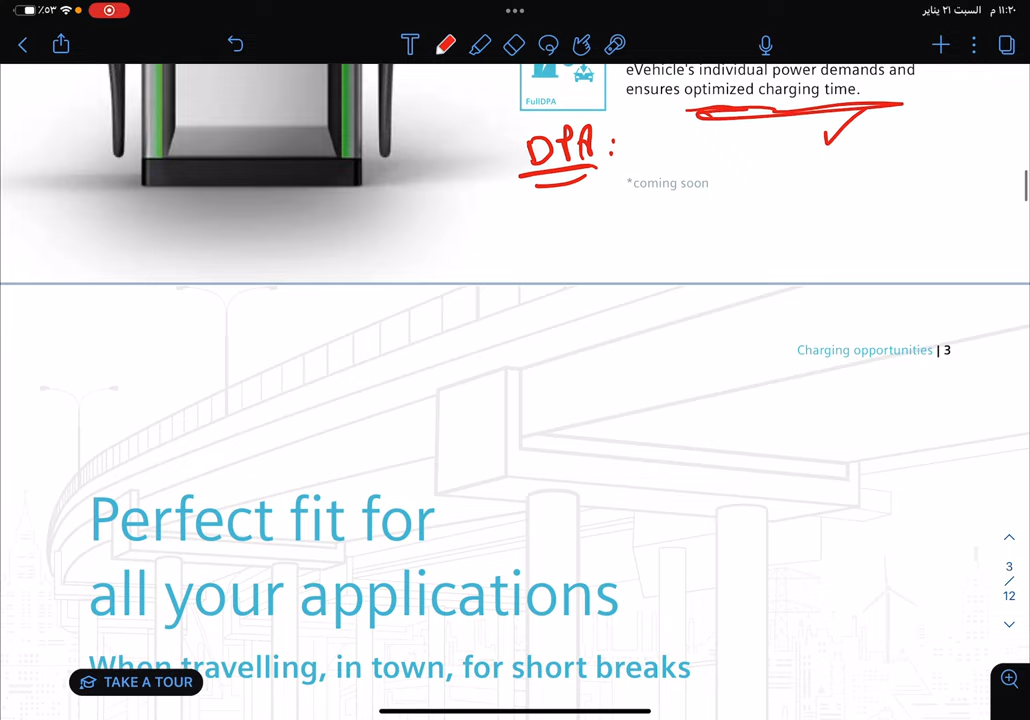 ٥٣٪
١١:٢٠ م السبت ٢١ يناير
T
eVehicle's individual power demands and
ensures optimized charging time.
FullDPA
DPA:
*coming soon
Charging opportunities | 3
Perfect fit for
all your applications
When travelling, in town, for short breaks
3
/
12
TAKE A TOUR